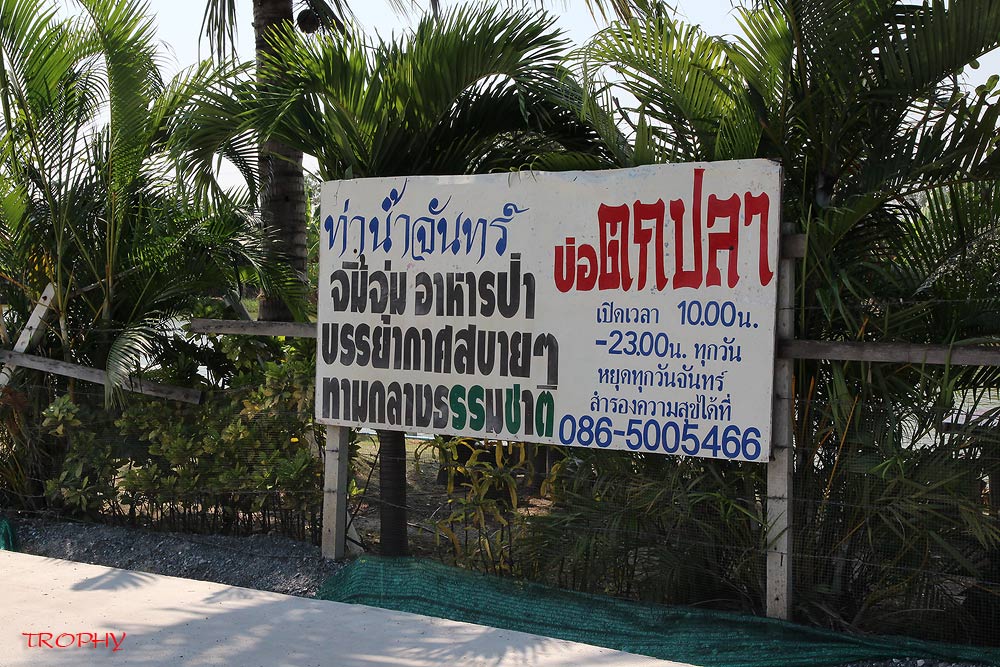 ท่าน้ำจันทร์
จิ้มจุ่ม อาหารป่า
บรรยากาศสบายๆ
ทามกลางธรรมชาติ
บ่อตกปลา
เปิดเวลา 10.00น.
-23.00น. ทุกวัน
หยุดทุกวันจันทร์
สำรองความสุขได้ที่
086-5005466
TROPHY